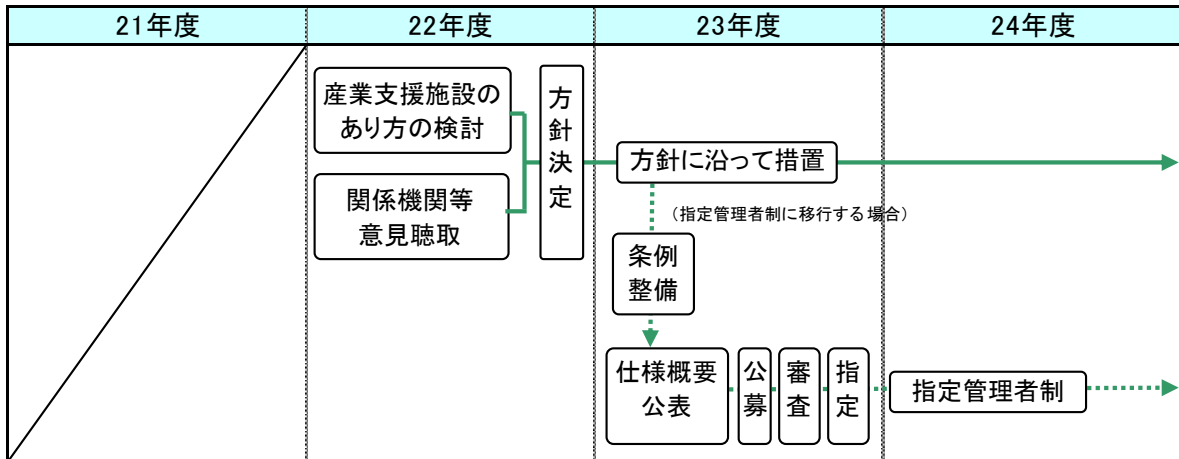 21年度
22年度
23年度
24年度
産業支援施設の
あり方の検討
関係機関等
意見聴取
方針決定
方針に沿って措置
（指定管理者制に移行する場合）
条例
整備
仕様概要
公表
公募
審査
指定
指定管理者制